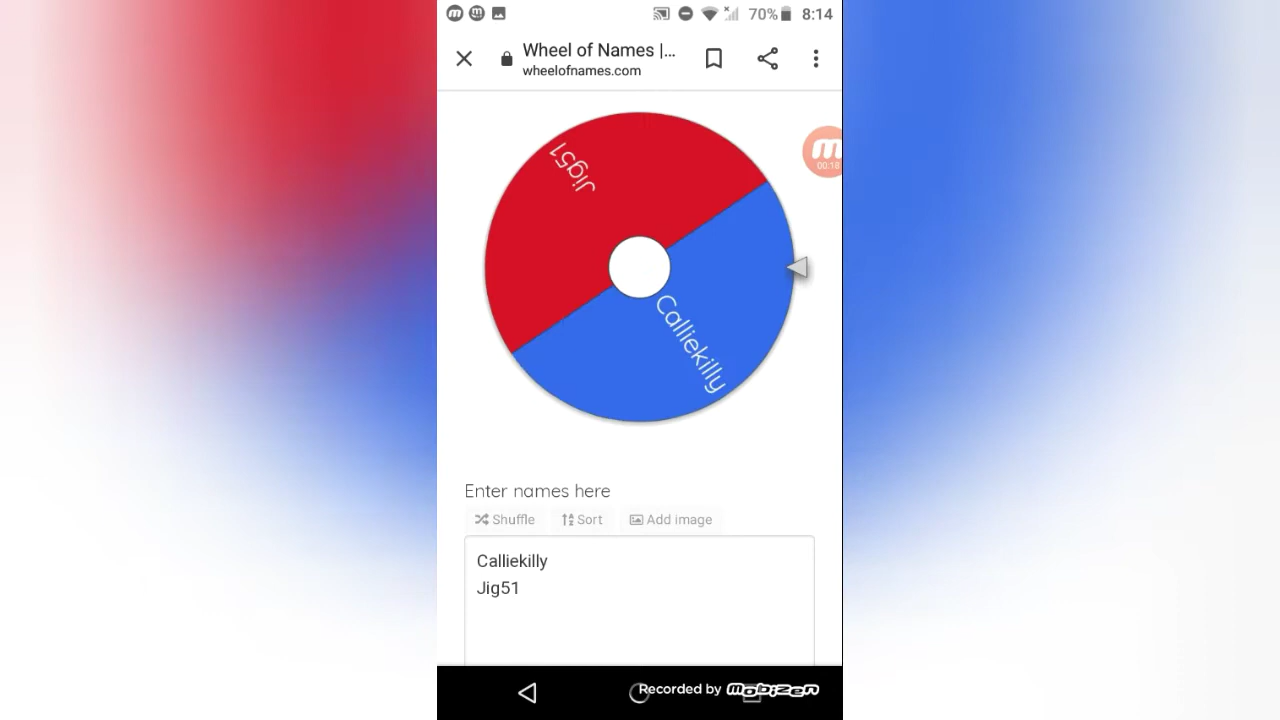 70% 8:14
Wheel of Names |...
wheelofnames.com
00:18
Jig51
Calliekilly
Enter names here
Shuffle Sort Add image
Calliekilly
Jig51
Recorded by mobizen